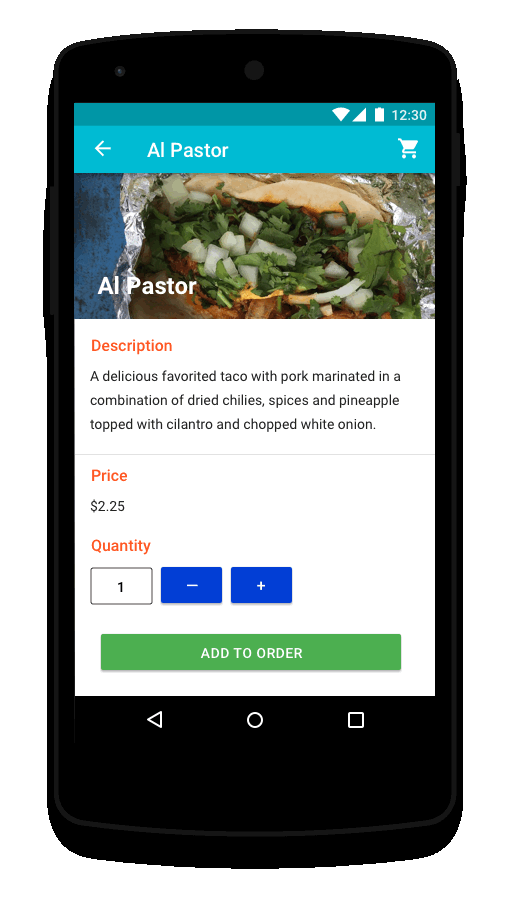 12:30
Al Pastor
Al Pastor
Description
A delicious favorited taco with pork marinated in a
combination of dried chilies, spices and pineapple
topped with cilantro and chopped white onion.
Price
$2.25
Quantity
1 — +
ADD TO ORDER